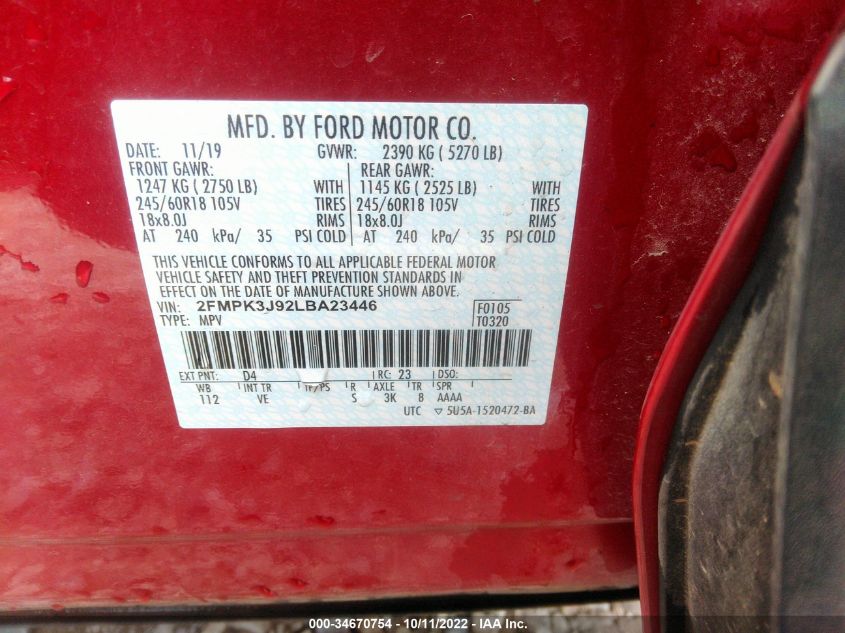 MFD. BY FORD MOTOR CO.
DATE: 11/19 GVWR: 2390 KG ( 5270 LB)
FRONT GAWR: REAR GAWR:
1247 KG ( 2750 LB) WITH 1145 KG ( 2525 LB) WITH
245/60R18 105V TIRES 245/60R18 105V TIRES
18x8.0J RIMS 18x8.0J RIMS
AT 240 kPa/ 35 PSI COLD AT 240 kPa/ 35 PSI COLD
THIS VEHICLE CONFORMS TO ALL APPLICABLE FEDERAL MOTOR
VEHICLE SAFETY AND THEFT PREVENTION STANDARDS IN
EFFECT ON THE DATE OF MANUFACTURE SHOWN ABOVE.
VIN: 2FMPK3J92LBA23446 F0105
TYPE: MPV T0320
EXT PNT: D4 RC: 23 DSO:
WB INT TR TP/PS R AXLE TR SPR
112 VE S 3K 8 AAAA
UTC ▽ 5U5A-1520472-BA
000-34670754 - 10/11/2022 - IAA Inc.